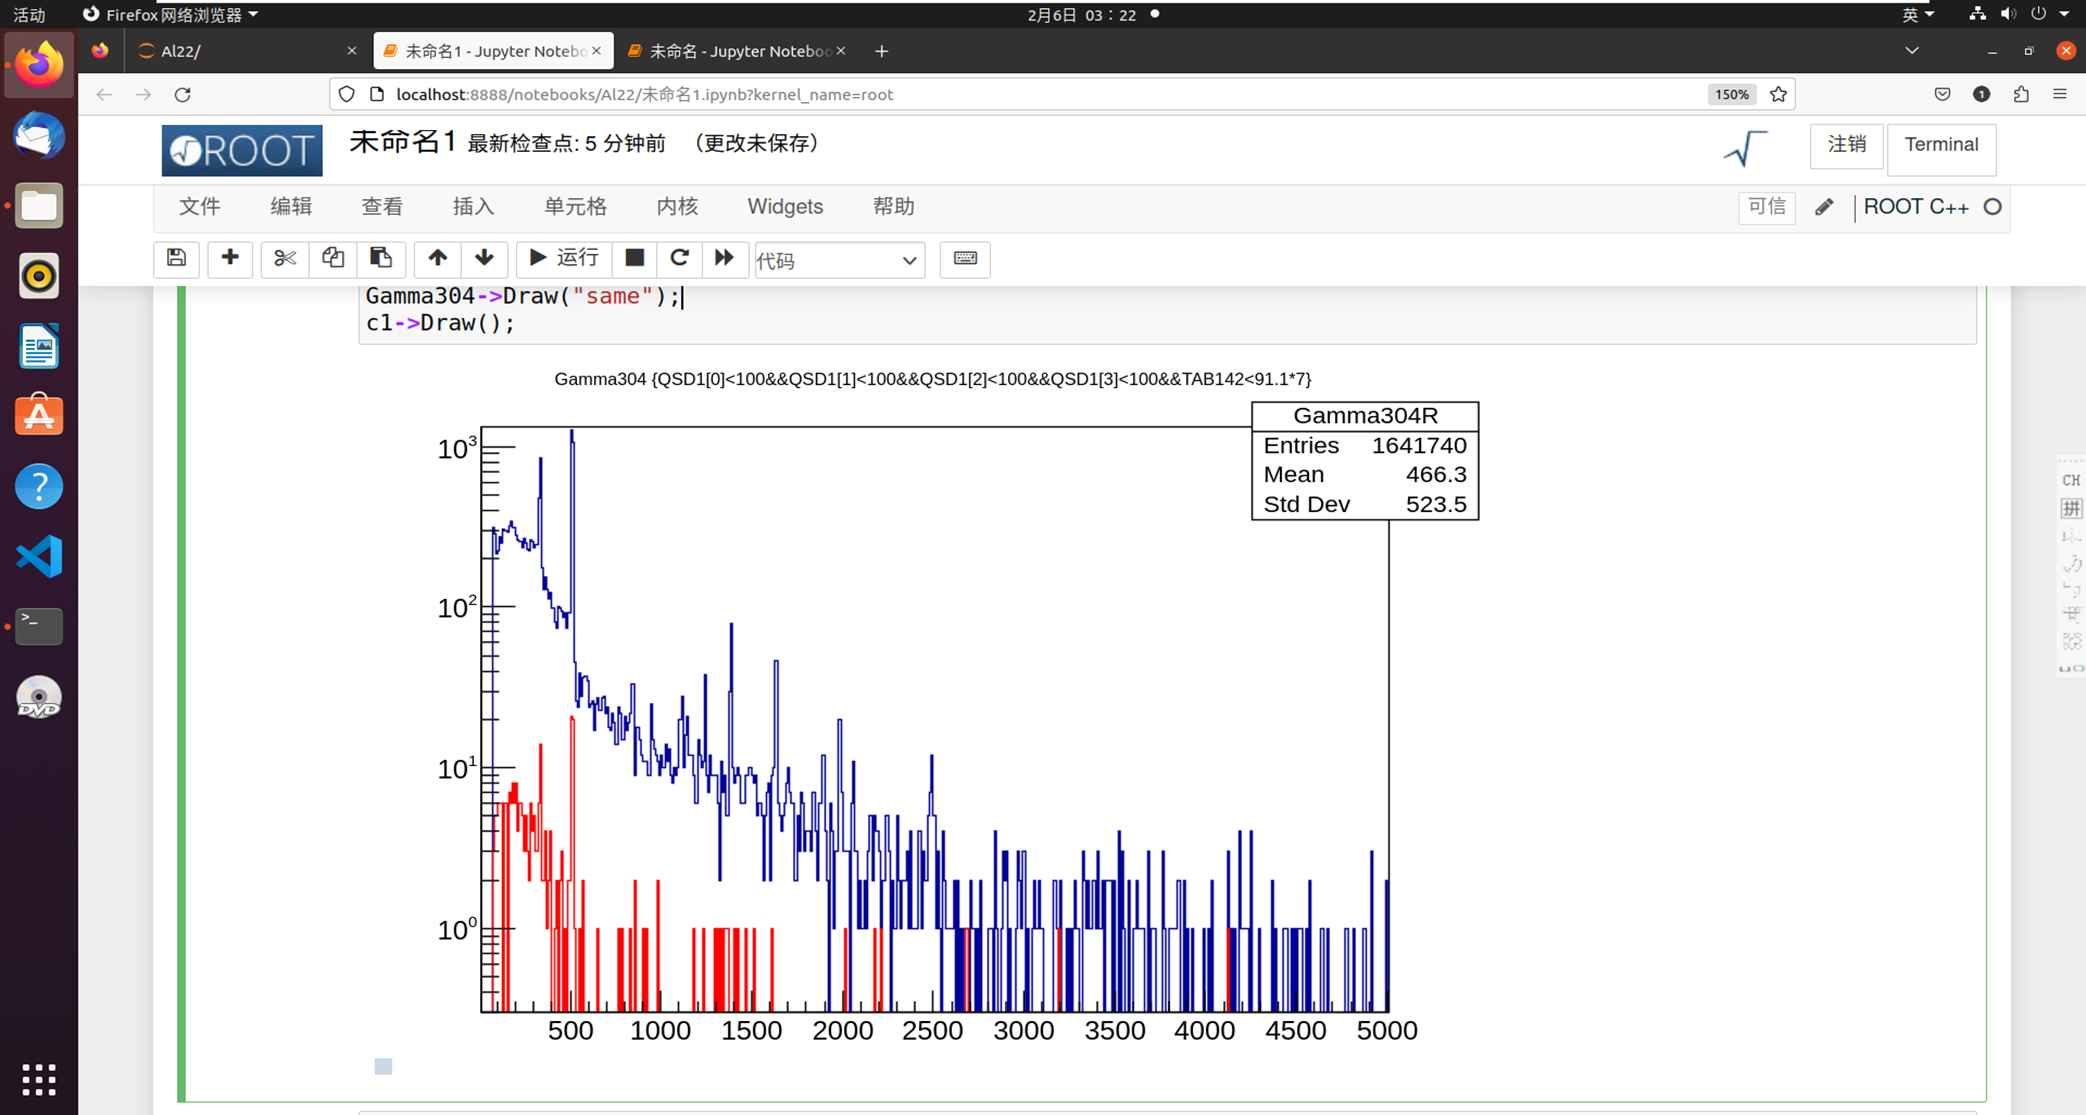 活动
Firefox 网络浏览器
2月6日 03：22
英
Al22/
未命名1 - Jupyter Notebo
未命名 - Jupyter Noteboo
localhost:8888/notebooks/Al22/未命名1.ipynb?kernel_name=root
150%
1
ROOT
未命名1 最新检查点: 5 分钟前 （更改未保存）
注销
Terminal
文件 编辑 查看 插入 单元格 内核 Widgets 帮助
可信
ROOT C++
运行
代码
Gamma304->Draw("same");
c1->Draw();
Gamma304 {QSD1[0]<100&&QSD1[1]<100&&QSD1[2]<100&&QSD1[3]<100&&TAB142<91.1*7}
Gamma304R
Entries 1641740
Mean 466.3
Std Dev 523.5
10^3
10^2
10^1
10^0
500 1000 1500 2000 2500 3000 3500 4000 4500 5000
CH
拼
>_
?
DVD